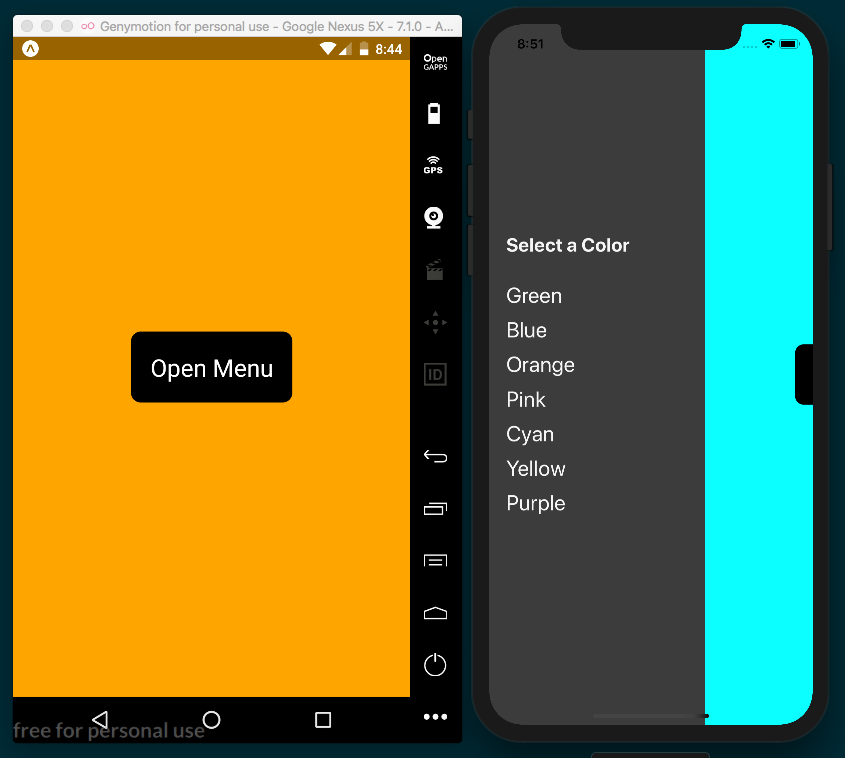 Genymotion for personal use - Google Nexus 5X - 7.1.0 - A...
8:44
Open
GAPPS
GPS
ID
Open Menu
free for personal use
8:51
Select a Color
Green
Blue
Orange
Pink
Cyan
Yellow
Purple